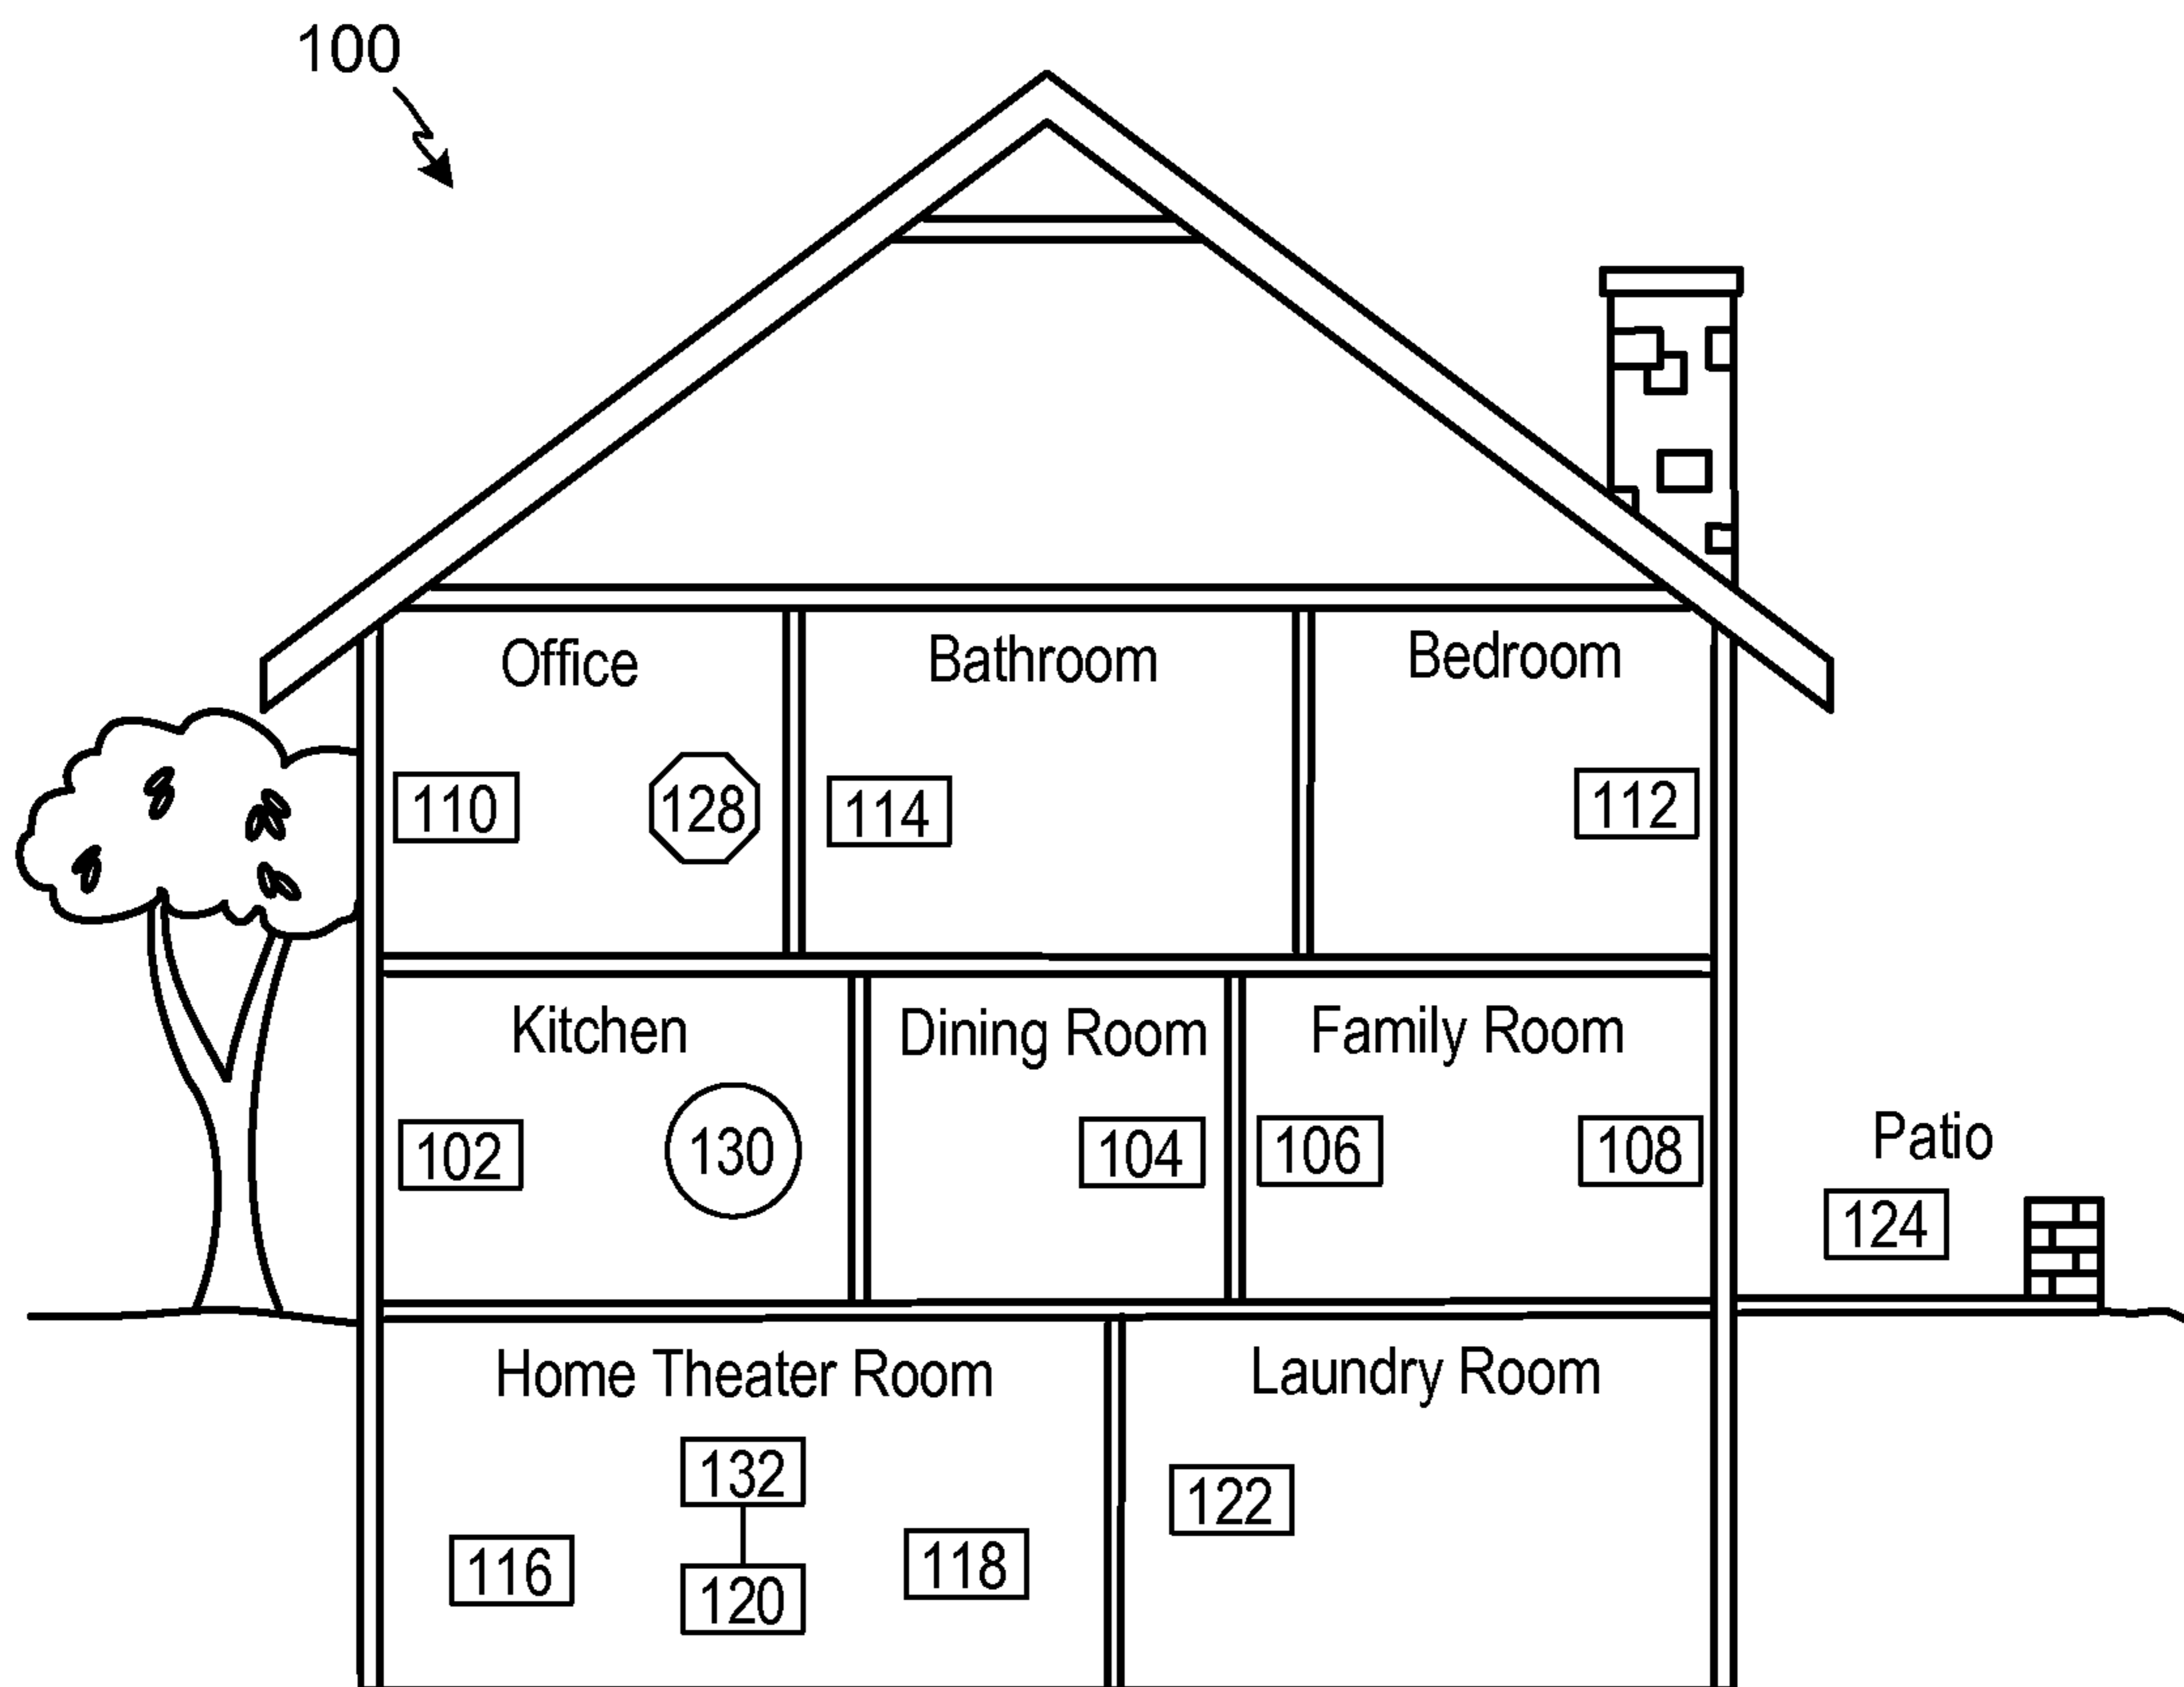 100
Office
Bathroom
Bedroom
110
128
114
112
Kitchen
Dining Room
Family Room
102
130
104
106
108
Patio
124
Home Theater Room
Laundry Room
132
122
116
120
118